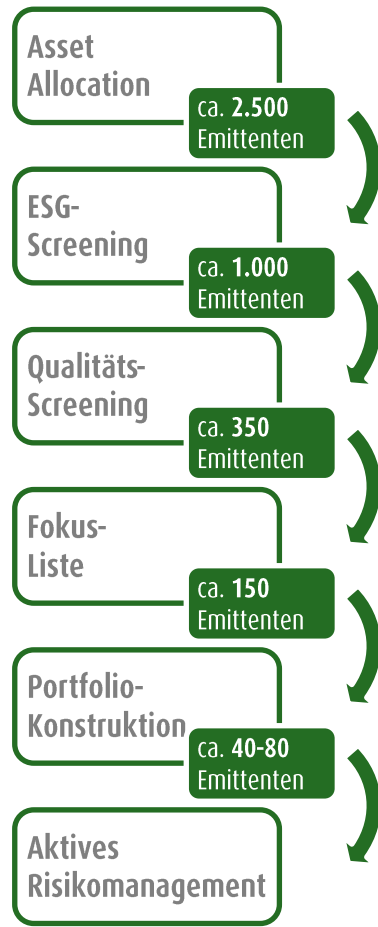 Asset
Allocation
ca. 2.500
Emittenten
ESG-
Screening
ca. 1.000
Emittenten
Qualitäts-
Screening
ca. 350
Emittenten
Fokus-
Liste
ca. 150
Emittenten
Portfolio-
Konstruktion
ca. 40-80
Emittenten
Aktives
Risikomanagement